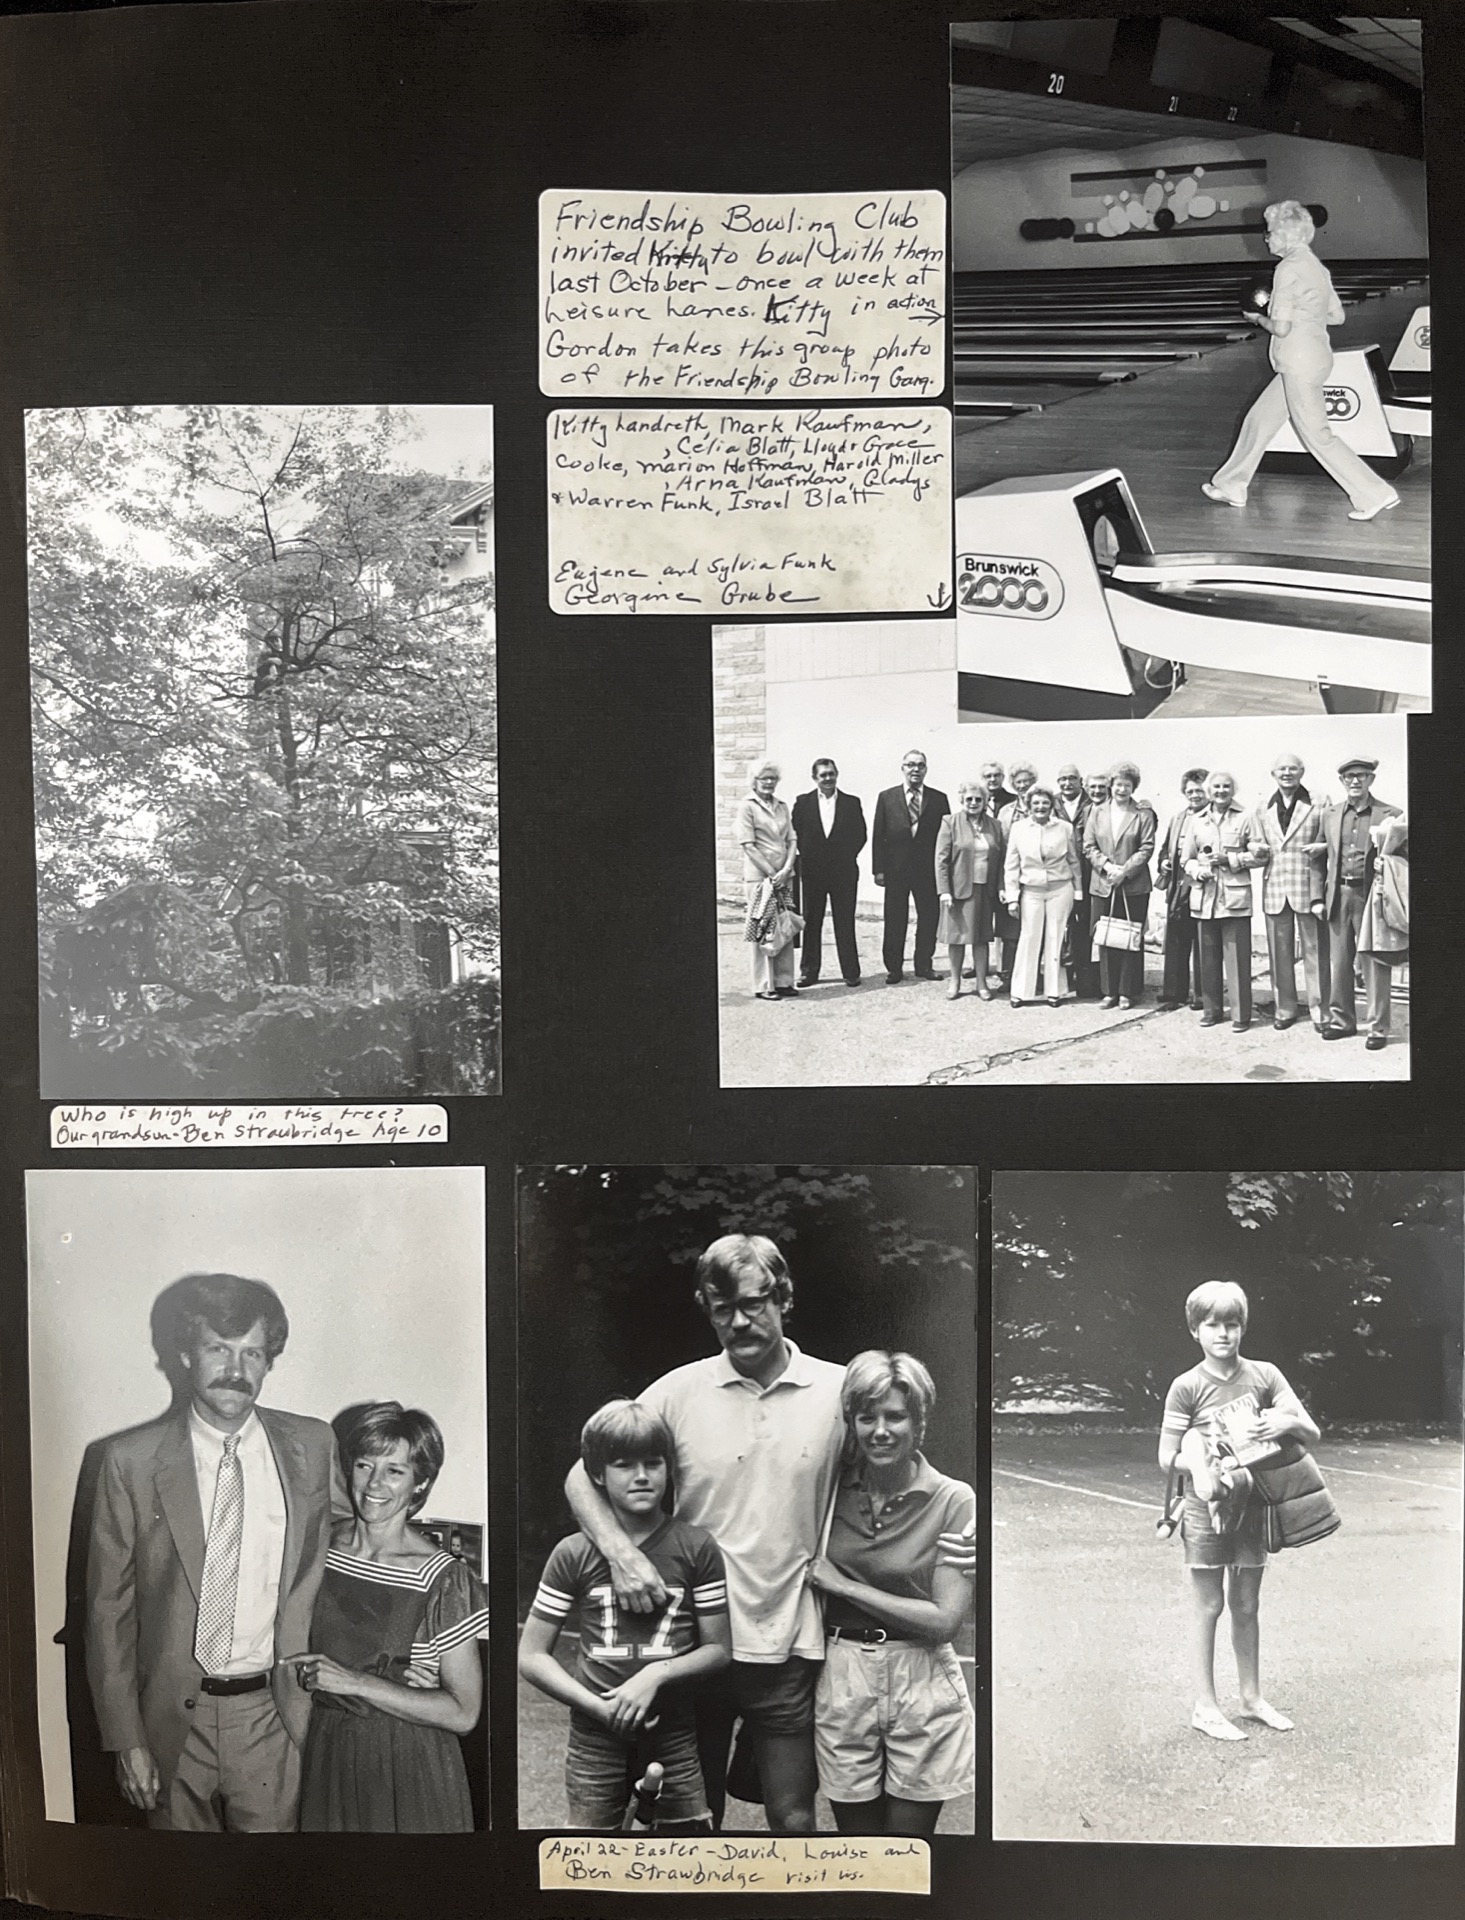 Friendship Bowling Club
invited Kitty to bowl with them
last October - once a week at
Leisure Lanes. Kitty in action →
Gordon takes this group photo
of the Friendship Bowling Gang.
Kitty Landreth, Mark Kaufman,
, Celia Blatt, Lloyd & Grace
Cooke, Marion Hoffman, Harold Miller
, Arna Kaufman, Gladys
& Warren Funk, Israel Blatt
Eugene and Sylvia Funk
Georgine Grube ↓
20
21
22
Brunswick
2000
Who is high up in this tree?
Our grandson - Ben Strawbridge Age 10
17
April 22 - Easter - David, Louise and
Ben Strawbridge visit us.